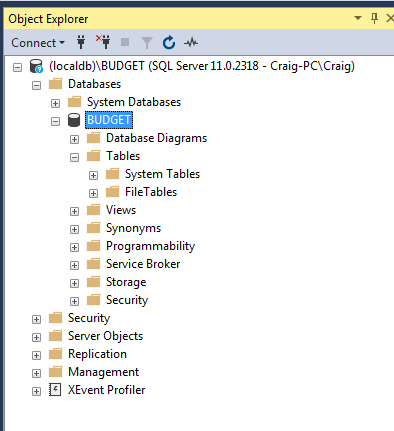 Object Explorer
Connect
(localdb)\BUDGET (SQL Server 11.0.2318 - Craig-PC\Craig)
Databases
System Databases
BUDGET
Database Diagrams
Tables
System Tables
FileTables
Views
Synonyms
Programmability
Service Broker
Storage
Security
Security
Server Objects
Replication
Management
XEvent Profiler